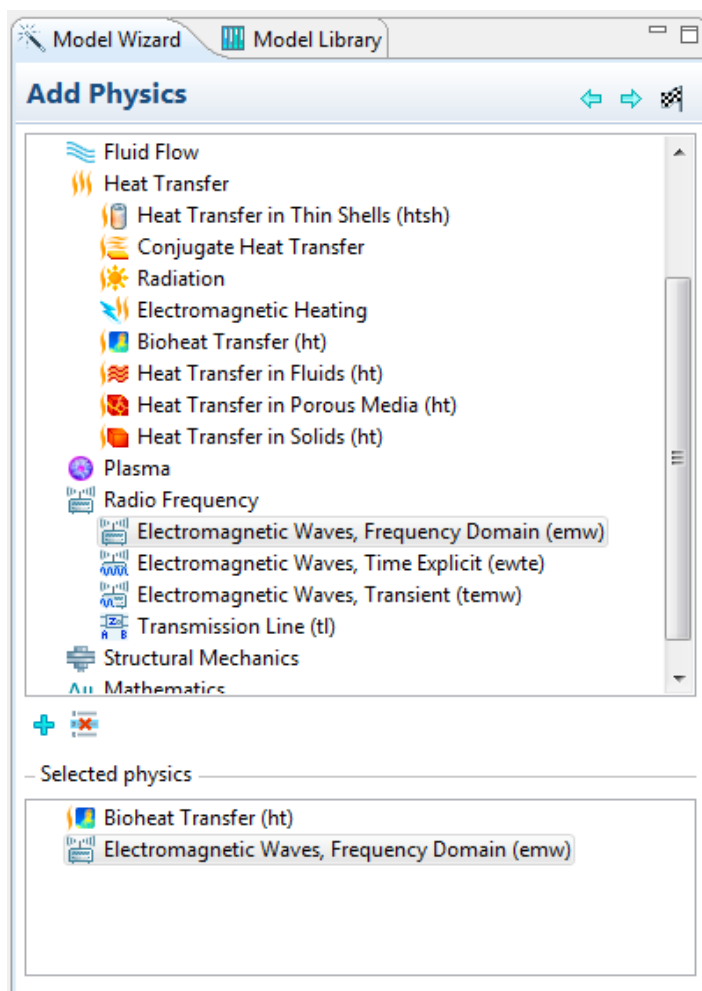 Model Wizard Model Library
Add Physics
Fluid Flow
Heat Transfer
Heat Transfer in Thin Shells (htsh)
Conjugate Heat Transfer
Radiation
Electromagnetic Heating
Bioheat Transfer (ht)
Heat Transfer in Fluids (ht)
Heat Transfer in Porous Media (ht)
Heat Transfer in Solids (ht)
Plasma
Radio Frequency
Electromagnetic Waves, Frequency Domain (emw)
Electromagnetic Waves, Time Explicit (ewte)
Electromagnetic Waves, Transient (temw)
Transmission Line (tl)
Structural Mechanics
Δu Mathematics
Selected physics
Bioheat Transfer (ht)
Electromagnetic Waves, Frequency Domain (emw)